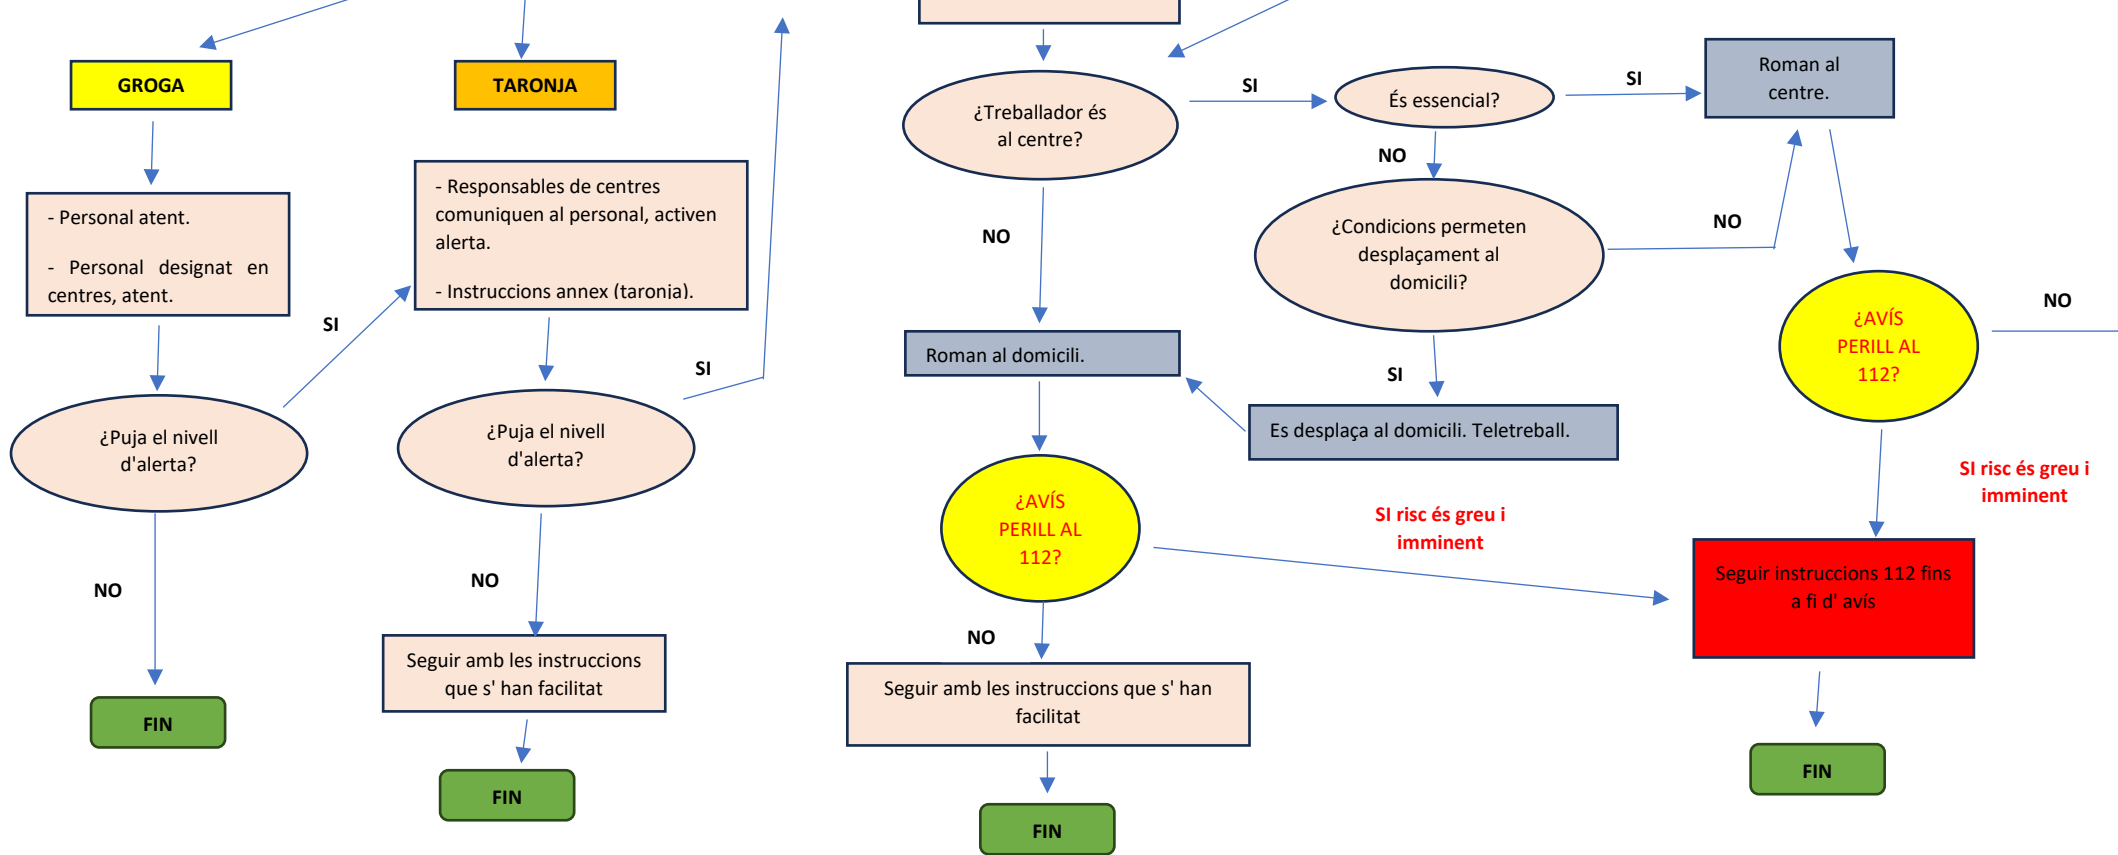 GROGA
- Personal atent.
- Personal designat en
centres, atent.
¿Puja el nivell
d'alerta?
SI
NO
FIN
TARONJA
- Responsables de centres
comuniquen al personal, activen
alerta.
- Instruccions annex (taronja).
¿Puja el nivell
d'alerta?
SI
NO
Seguir amb les instruccions
que s' han facilitat
FIN
¿Treballador és
al centre?
SI
NO
És essencial?
SI
NO
Roman al
centre.
¿Condicions permeten
desplaçament al
domicili?
NO
SI
Roman al domicili.
Es desplaça al domicili. Teletreball.
¿AVÍS
PERILL AL
112?
NO
SI risc és greu i
imminent
¿AVÍS
PERILL AL
112?
SI risc és greu i
imminent
NO
Seguir instruccions 112 fins
a fi d' avís
FIN
Seguir amb les instruccions que s' han
facilitat
FIN